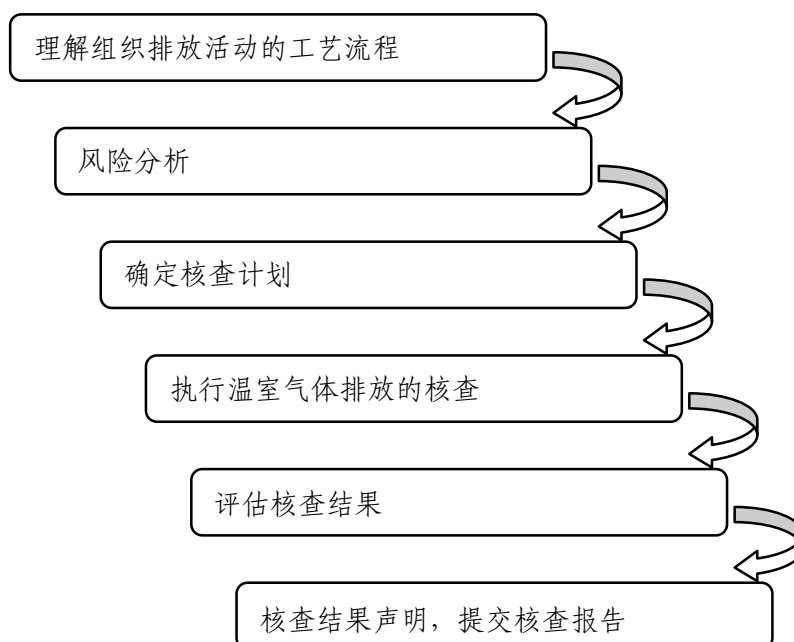 理解组织排放活动的工艺流程
风险分析
确定核查计划
执行温室气体排放的核查
评估核查结果
核查结果声明，提交核查报告